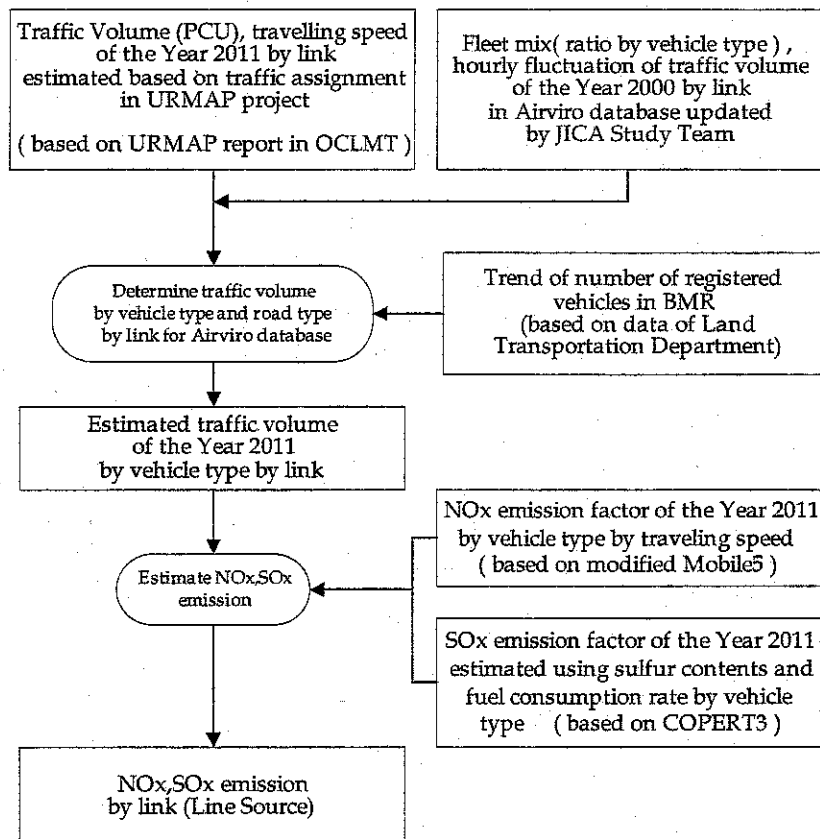 Traffic Volume (PCU), travelling speed
of the Year 2011 by link
estimated based on traffic assignment
in URMAP project
( based on URMAP report in OCLMT )
Fleet mix( ratio by vehicle type ) ,
hourly fluctuation of traffic volume
of the Year 2000 by link
in Airviro database updated
by JICA Study Team
Determine traffic volume
by vehicle type and road type
by link for Airviro database
Trend of number of registered
vehicles in BMR
(based on data of Land
Transportation Department)
Estimated traffic volume
of the Year 2011
by vehicle type by link
NOx emission factor of the Year 2011
by vehicle type by traveling speed
( based on modified Mobile5 )
Estimate NOx,SOx
emission
SOx emission factor of the Year 2011
estimated using sulfur contents and
fuel consumption rate by vehicle
type ( based on COPERT3 )
NOx,SOx emission
by link (Line Source)